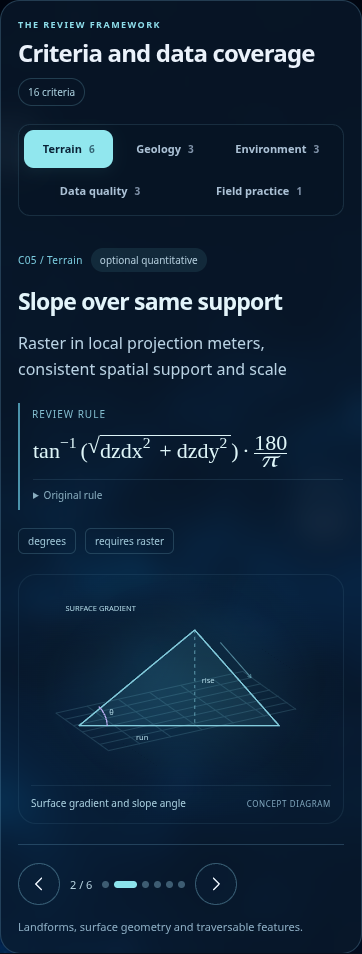 THE REVIEW FRAMEWORK
Criteria and data coverage
16 criteria
Terrain 6
Geology 3
Environment 3
Data quality 3
Field practice 1
C05 / Terrain
optional quantitative
Slope over same support
Raster in local projection meters,
consistent spatial support and scale
REVIEW RULE
tan⁻¹ (√dzdx² + dzdy²) · 180/π
Original rule
degrees
requires raster
SURFACE GRADIENT
rise
θ
run
Surface gradient and slope angle
CONCEPT DIAGRAM
2 / 6
Landforms, surface geometry and traversable features.